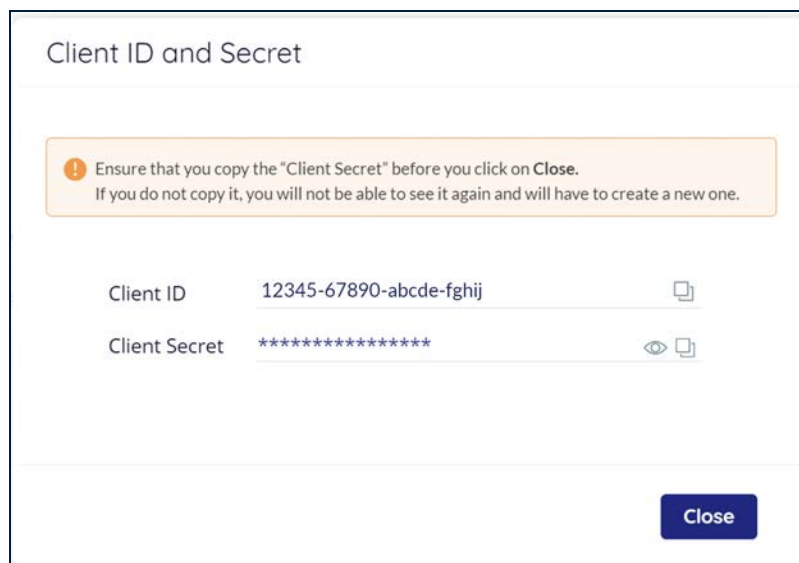 Client ID and Secret
Ensure that you copy the “Client Secret” before you click on Close.
If you do not copy it, you will not be able to see it again and will have to create a new one.
Client ID 12345-67890-abcde-fghij
Client Secret ****************
Close